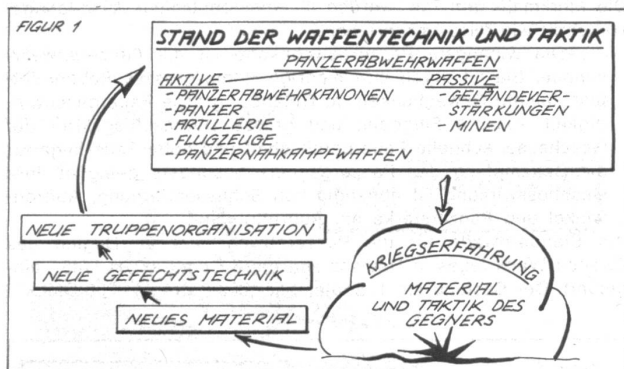 FIGUR 1
STAND DER WAFFENTECHNIK UND TAKTIK
PANZERABWEHRWAFFEN
AKTIVE
- PANZERABWEHRKANONEN
- PANZER
- ARTILLERIE
- FLUGZEUGE
- PANZERNAHKAMPFWAFFEN
PASSIVE
- GELÄNDEVER-
STÄRKUNGEN
- MINEN
KRIEGSERFAHRUNG
MATERIAL
UND TAKTIK DES
GEGNERS
NEUES MATERIAL
NEUE GEFECHTSTECHNIK
NEUE TRUPPENORGANISATION